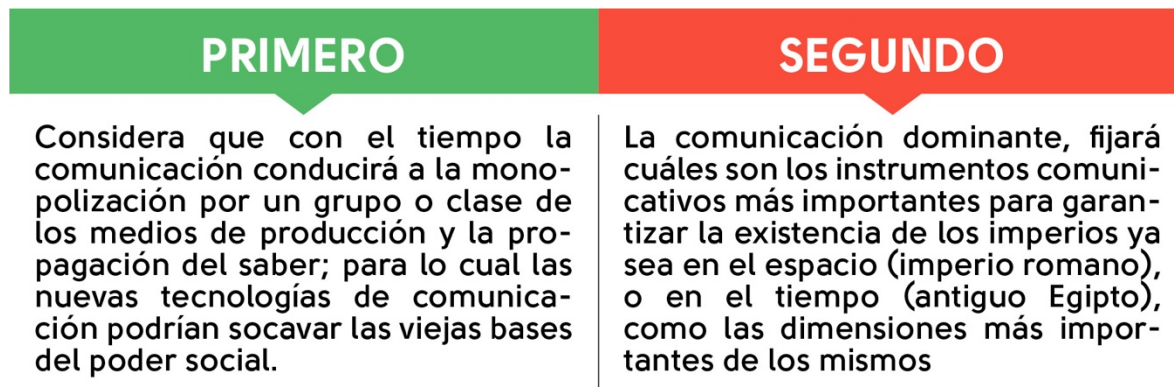 PRIMERO
Considera que con el tiempo la
comunicación conducirá a la mono-
polización por un grupo o clase de
los medios de producción y la pro-
pagación del saber; para lo cual las
nuevas tecnologías de comunica-
ción podrían socavar las viejas bases
del poder social.
SEGUNDO
La comunicación dominante, fijará
cuáles son los instrumentos comuni-
cativos más importantes para garan-
tizar la existencia de los imperios ya
sea en el espacio (imperio romano),
o en el tiempo (antiguo Egipto),
como las dimensiones más impor-
tantes de los mismos